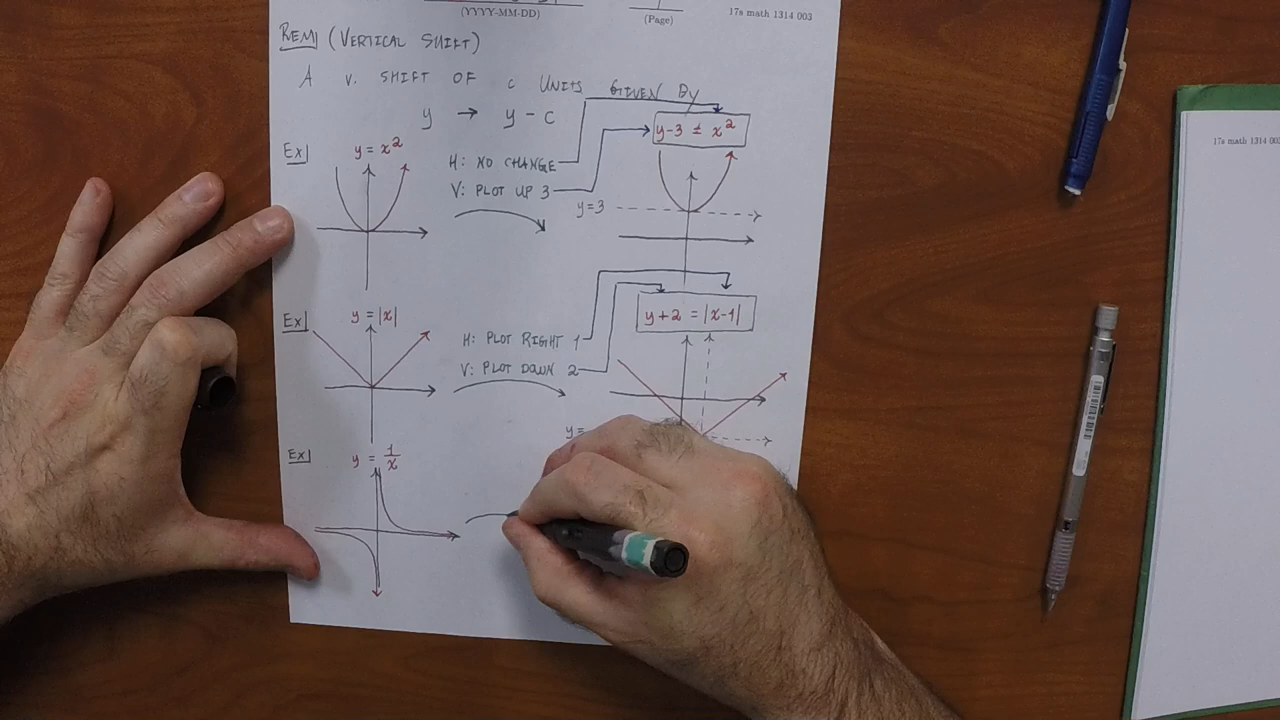 (YYYY-MM-DD)
(Page)
17s math 1314 003
REM| (VERTICAL SHIFT)
A V. SHIFT OF C UNITS GIVEN BY
y → y - c
Ex|
y = x²
H: NO CHANGE
V: PLOT UP 3
y-3 = x²
y=3
Ex|
y = |x|
H: PLOT RIGHT 1
V: PLOT DOWN 2
y+2 = |x-1|
y=
Ex|
y = 1/x
17s math 1314 00